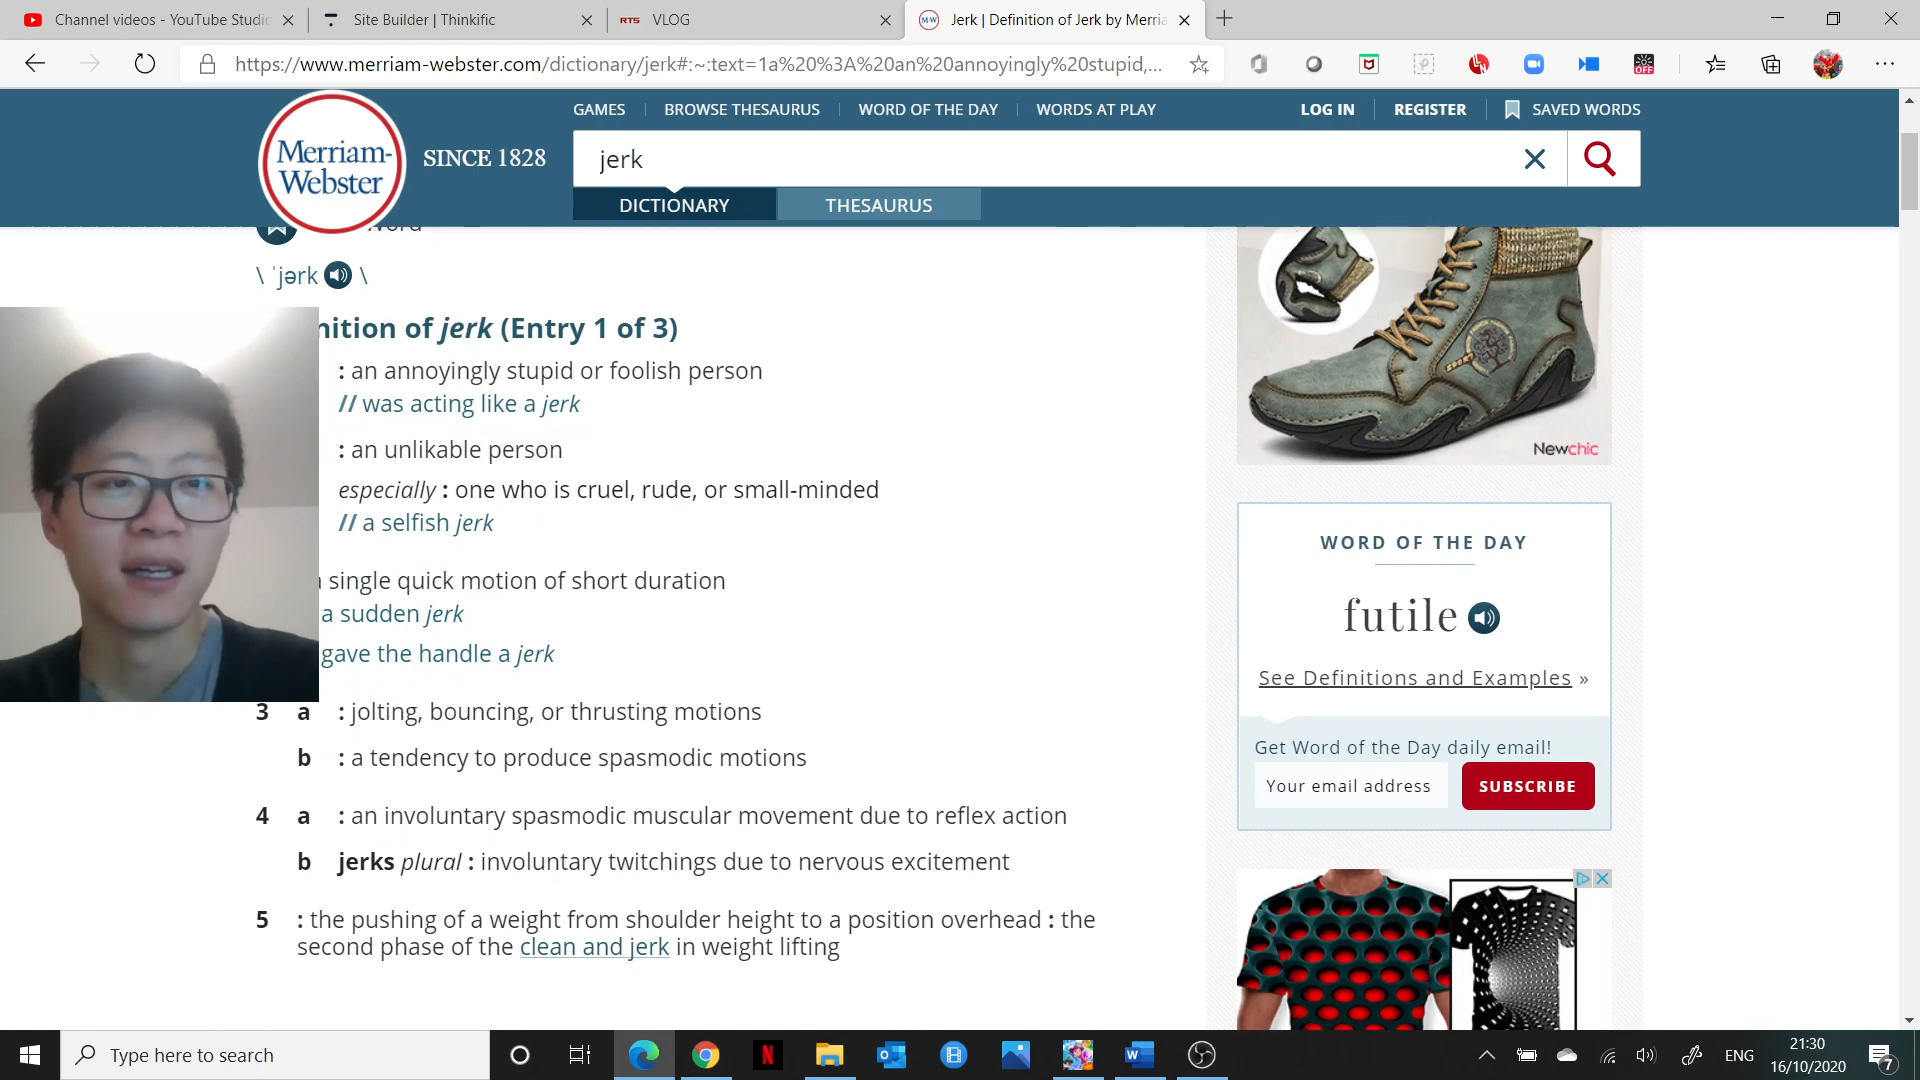 Channel videos - YouTube Studio
Site Builder | Thinkific
RTS VLOG
M-W Jerk | Definition of Jerk by Merria
https://www.merriam-webster.com/dictionary/jerk#:~:text=1a%20%3A%20an%20annoyingly%20stupid,...
OFF
GAMES BROWSE THESAURUS WORD OF THE DAY WORDS AT PLAY LOG IN REGISTER SAVED WORDS
Merriam-
Webster
SINCE 1828
jerk
DICTIONARY THESAURUS
\ ˈjərk \
nition of jerk (Entry 1 of 3)
: an annoyingly stupid or foolish person
// was acting like a jerk
: an unlikable person
especially : one who is cruel, rude, or small-minded
// a selfish jerk
single quick motion of short duration
a sudden jerk
gave the handle a jerk
3 a : jolting, bouncing, or thrusting motions
b : a tendency to produce spasmodic motions
4 a : an involuntary spasmodic muscular movement due to reflex action
b jerks plural : involuntary twitchings due to nervous excitement
5 : the pushing of a weight from shoulder height to a position overhead : the
second phase of the clean and jerk in weight lifting
Newchic
WORD OF THE DAY
futile
See Definitions and Examples »
Get Word of the Day daily email!
Your email address SUBSCRIBE
Type here to search
ENG
21:30
16/10/2020
7